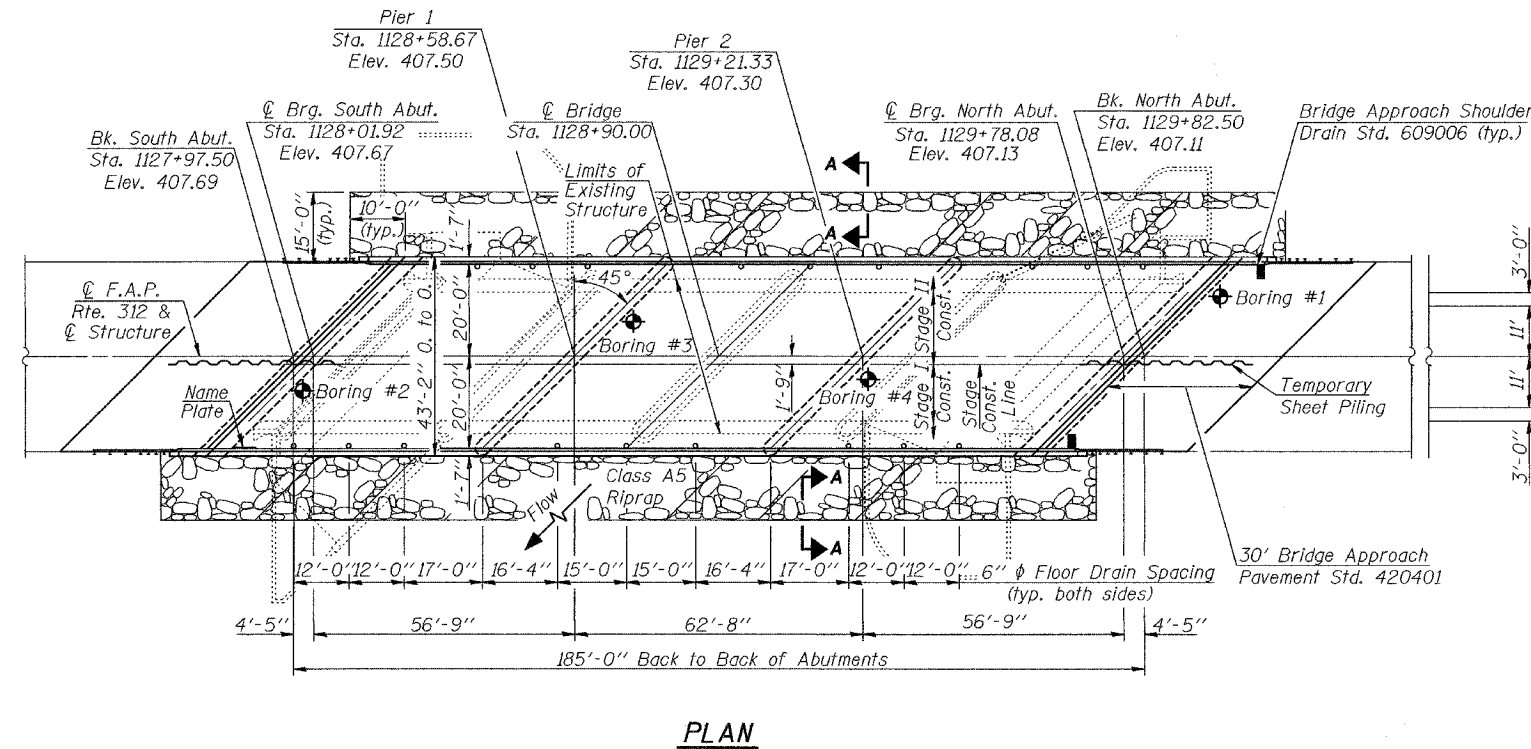 Pier 1
Sta. 1128+58.67
Elev. 407.50
Pier 2
Sta. 1129+21.33
Elev. 407.30
℄ Brg. South Abut.
Sta. 1128+01.92
Elev. 407.67
℄ Bridge
Sta. 1128+90.00
℄ Brg. North Abut.
Sta. 1129+78.08
Elev. 407.13
Bk. North Abut.
Sta. 1129+82.50
Elev. 407.11
Bridge Approach Shoulder
Drain Std. 609006 (typ.)
Bk. South Abut.
Sta. 1127+97.50
Elev. 407.69
Limits of
Existing
Structure
A
A
15'-0"
(typ.)
10'-0"
(typ.)
1'-7"
45°
℄ F.A.P.
Rte. 312 &
℄ Structure
20'-0"
43'-2" O. to O.
20'-0"
Boring #3
Stage II
Const.
Boring #1
3'-0"
11'
11'
3'-0"
Boring #2
Name
Plate
1'-9"
Boring #4
Stage I
Const.
Stage
Const.
Line
Temporary
Sheet Piling
1'-7"
Flow
Class A5
Riprap
A
A
12'-0" 12'-0" 17'-0" 16'-4" 15'-0" 15'-0" 16'-4" 17'-0" 12'-0" 12'-0" 6" ϕ Floor Drain Spacing
(typ. both sides)
30' Bridge Approach
Pavement Std. 420401
4'-5" 56'-9" 62'-8" 56'-9" 4'-5"
185'-0" Back to Back of Abutments
PLAN